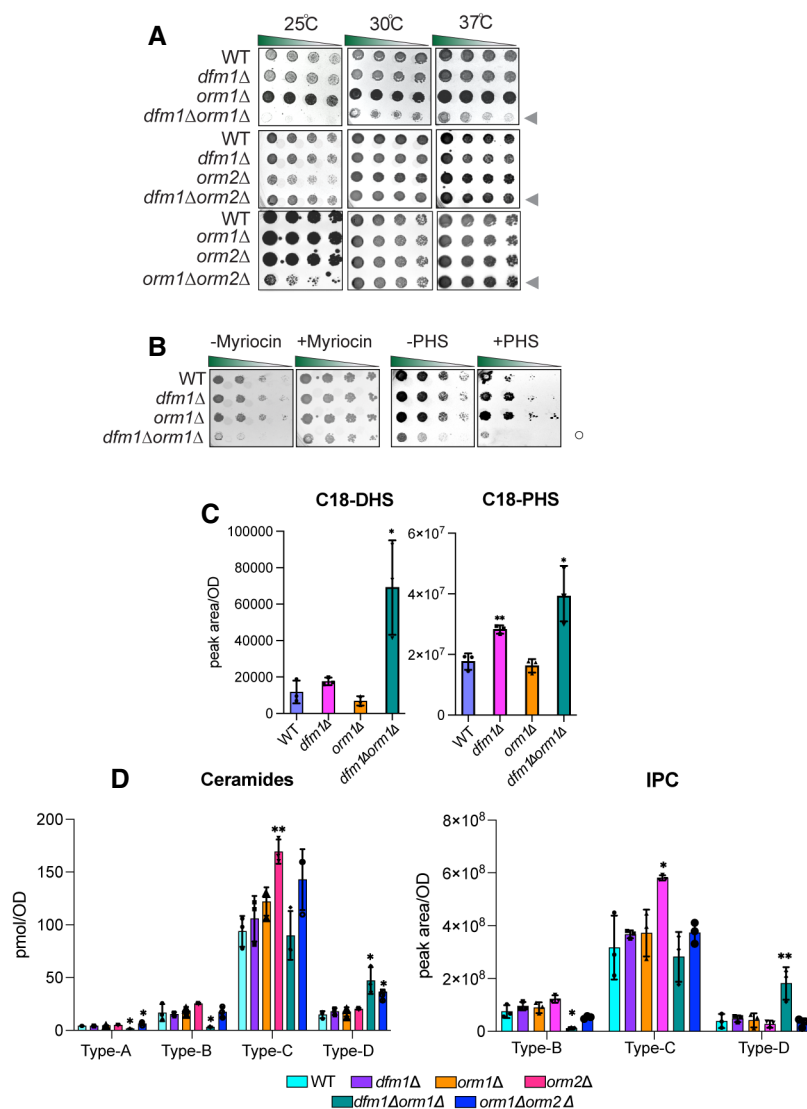 A
25°C 30°C 37°C
WT
dfm1Δ
orm1Δ
dfm1Δorm1Δ
WT
dfm1Δ
orm2Δ
dfm1Δorm2Δ
WT
orm1Δ
orm2Δ
orm1Δorm2Δ
B
-Myriocin +Myriocin -PHS +PHS
WT
dfm1Δ
orm1Δ
dfm1Δorm1Δ
C
C18-DHS
peak area/OD
100000
80000
60000
40000
20000
0
*
WT dfm1Δ orm1Δ dfm1Δorm1Δ
C18-PHS
6×10⁷
4×10⁷
2×10⁷
0
** *
WT dfm1Δ orm1Δ dfm1Δorm1Δ
D
Ceramides
pmol/OD
200
150
100
50
0
* * * ** * *
Type-A Type-B Type-C Type-D
IPC
peak area/OD
8×10⁸
6×10⁸
4×10⁸
2×10⁸
0
* * **
Type-B Type-C Type-D
WT dfm1Δ orm1Δ orm2Δ
dfm1Δorm1Δ orm1Δorm2 Δ